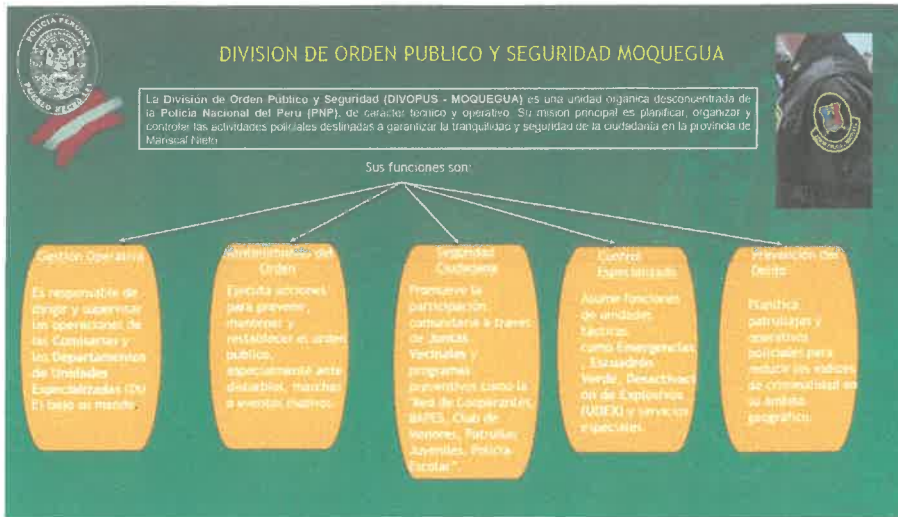 POLICIA PERUANA
DIVISION DE ORDEN PUBLICO Y SEGURIDAD MOQUEGUA
La División de Orden Público y Seguridad (DIVOPUS - MOQUEGUA) es una unidad orgánica desconcentrada de
la Policía Nacional del Perú (PNP), de carácter técnico y operativo. Su misión principal es planificar, organizar y
controlar las actividades policiales destinadas a garantizar la tranquilidad y seguridad de la ciudadanía en la provincia de
Mariscal Nieto
Sus funciones son:
Gestión Operativa
Es responsable de
dirigir y supervisar
las operaciones de
las Comisarías y
los Departamentos
de Unidades
Especializadas (DU
E) bajo su mando.
Mantenimiento del
Orden
Ejecuta acciones
para prevenir,
mantener y
restablecer el orden
público,
especialmente ante
disturbios, marchas
o eventos masivos.
Seguridad
Ciudadana
Promueve la
participación
comunitaria a través
de Juntas
Vecinales y
programas
preventivos como la
"Red de Cooperantes,
BAPES, Club de
Menores, Patrullas
Juveniles, Policía
Escolar".
Control
Especializado
Asume funciones
de unidades
tácticas
como Emergencias
, Escuadrón
Verde, Desactivaci
ón de Explosivos
(UDEX) y servicios
especiales.
Prevención del
Delito
Planifica
patrullajes y
operativos
policiales para
reducir los índices
de criminalidad en
su ámbito
geográfico.